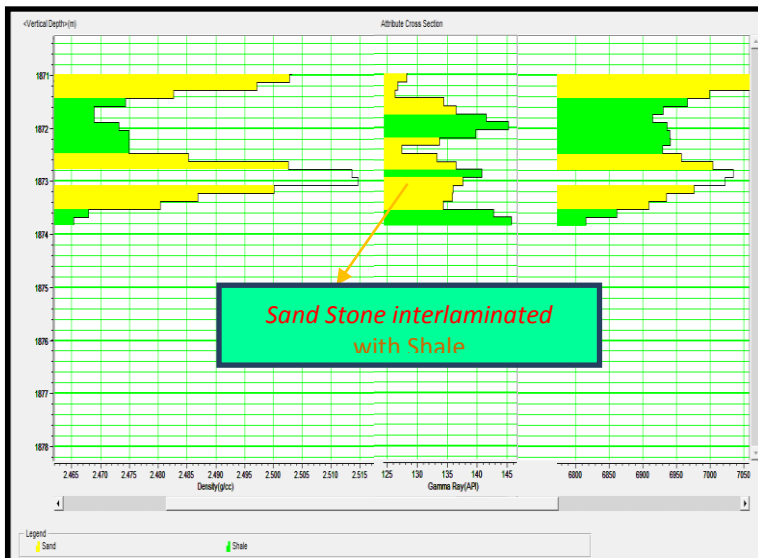 <Vertical Depth>(m)
Attribute Cross Section
1871
1872
1873
1874
1875
1876
1877
1878
Sand Stone interlaminated
with Shale
2.465 2.470 2.475 2.480 2.485 2.490 2.495 2.500 2.505 2.510 2.515
Density(g/cc)
125 130 135 140 145
Gamma Ray(API)
6800 6850 6900 6950 7000 7050
Legend
Sand
Shale